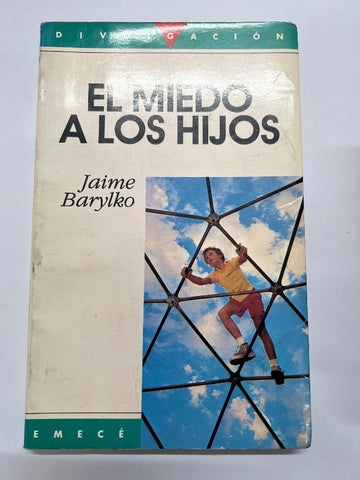 DIVULGACIÓN
EL MIEDO
A LOS HIJOS
Jaime
Barylko
EMECÉ